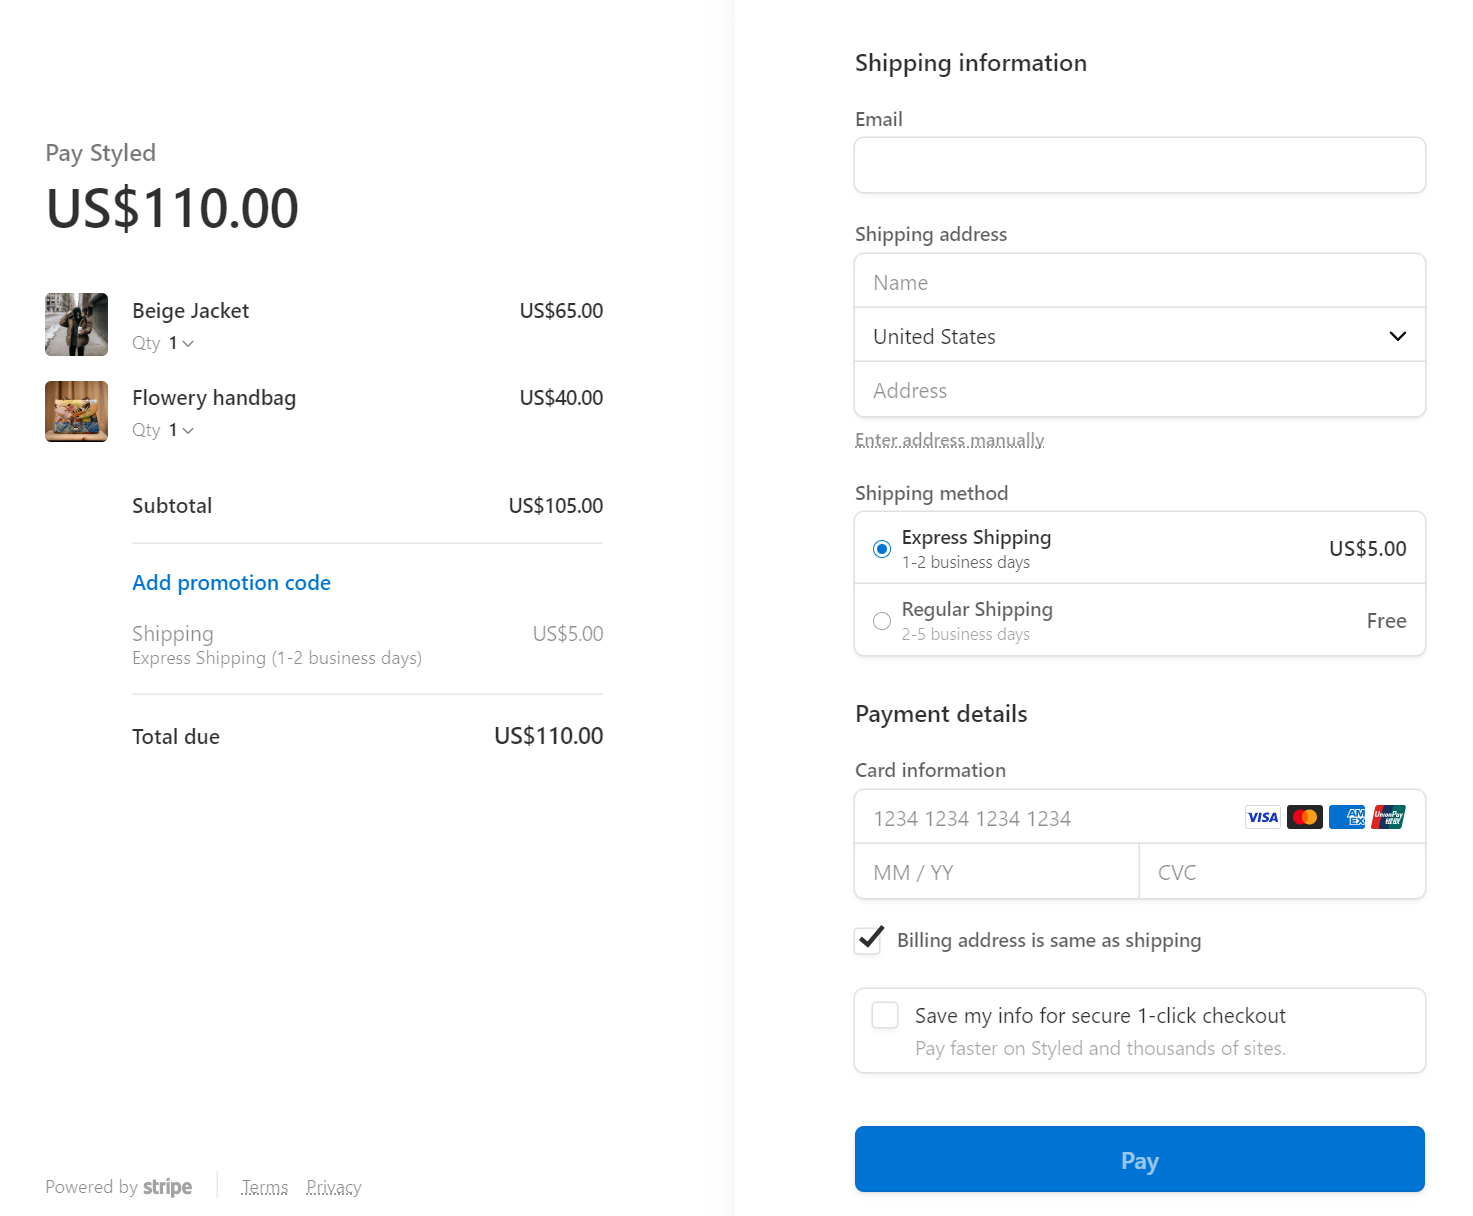 Pay Styled
US$110.00
Beige Jacket US$65.00
Qty 1
Flowery handbag US$40.00
Qty 1
Subtotal US$105.00
Add promotion code
Shipping US$5.00
Express Shipping (1-2 business days)
Total due US$110.00
Powered by stripe Terms Privacy
Shipping information
Email
Shipping address
Name
United States
Address
Enter address manually
Shipping method
Express Shipping US$5.00
1-2 business days
Regular Shipping Free
2-5 business days
Payment details
Card information
1234 1234 1234 1234 VISA AM EX UnionPay 银联
MM / YY CVC
Billing address is same as shipping
Save my info for secure 1-click checkout
Pay faster on Styled and thousands of sites.
Pay